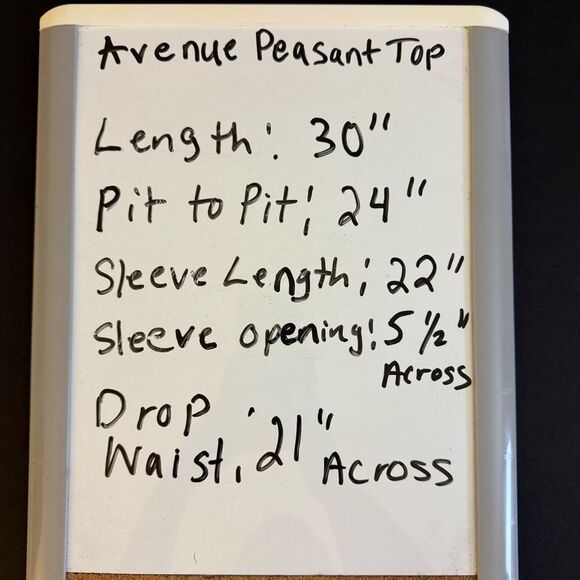 Avenue Peasant Top
Length: 30"
Pit to Pit: 24"
Sleeve Length: 22"
Sleeve opening: 5 1/2"
Across
Drop
Waist: 21" Across